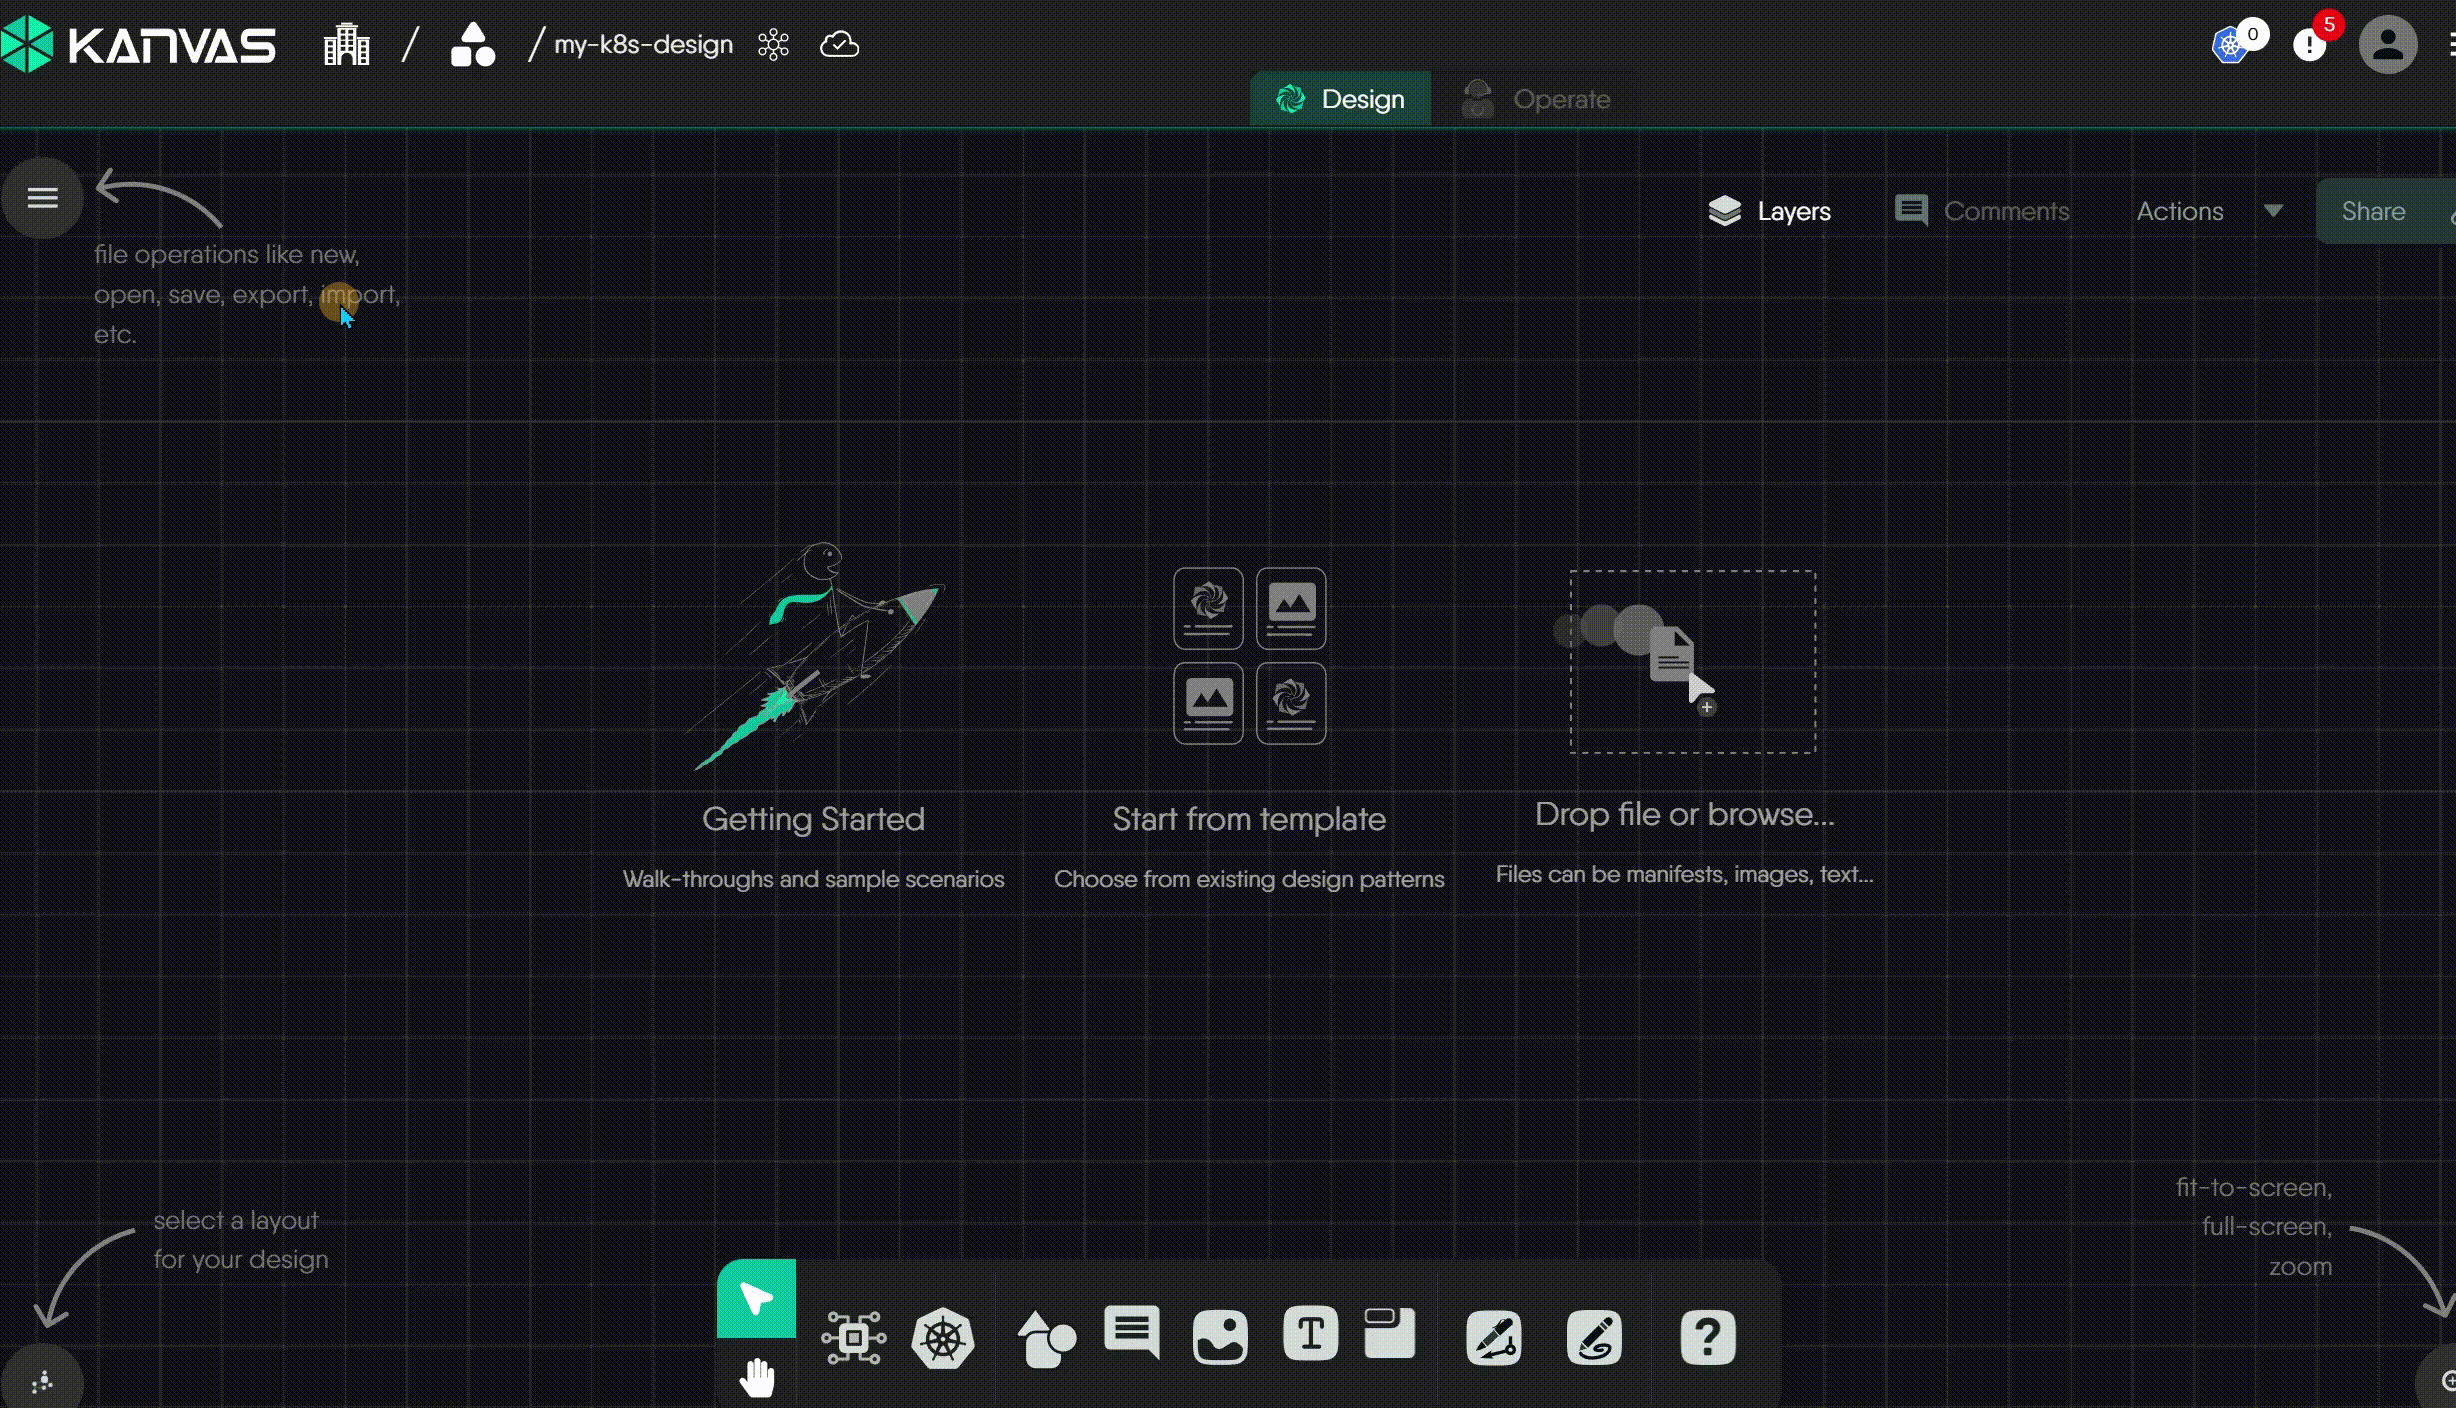 KANVAS / / my-k8s-design 0 5
Design Operate
Layers Comments Actions Share
file operations like new,
open, save, export, import,
etc.
Getting Started
Walk-throughs and sample scenarios
Start from template
Choose from existing design patterns
Drop file or browse...
Files can be manifests, images, text...
select a layout
for your design
fit-to-screen,
full-screen,
zoom
T ?